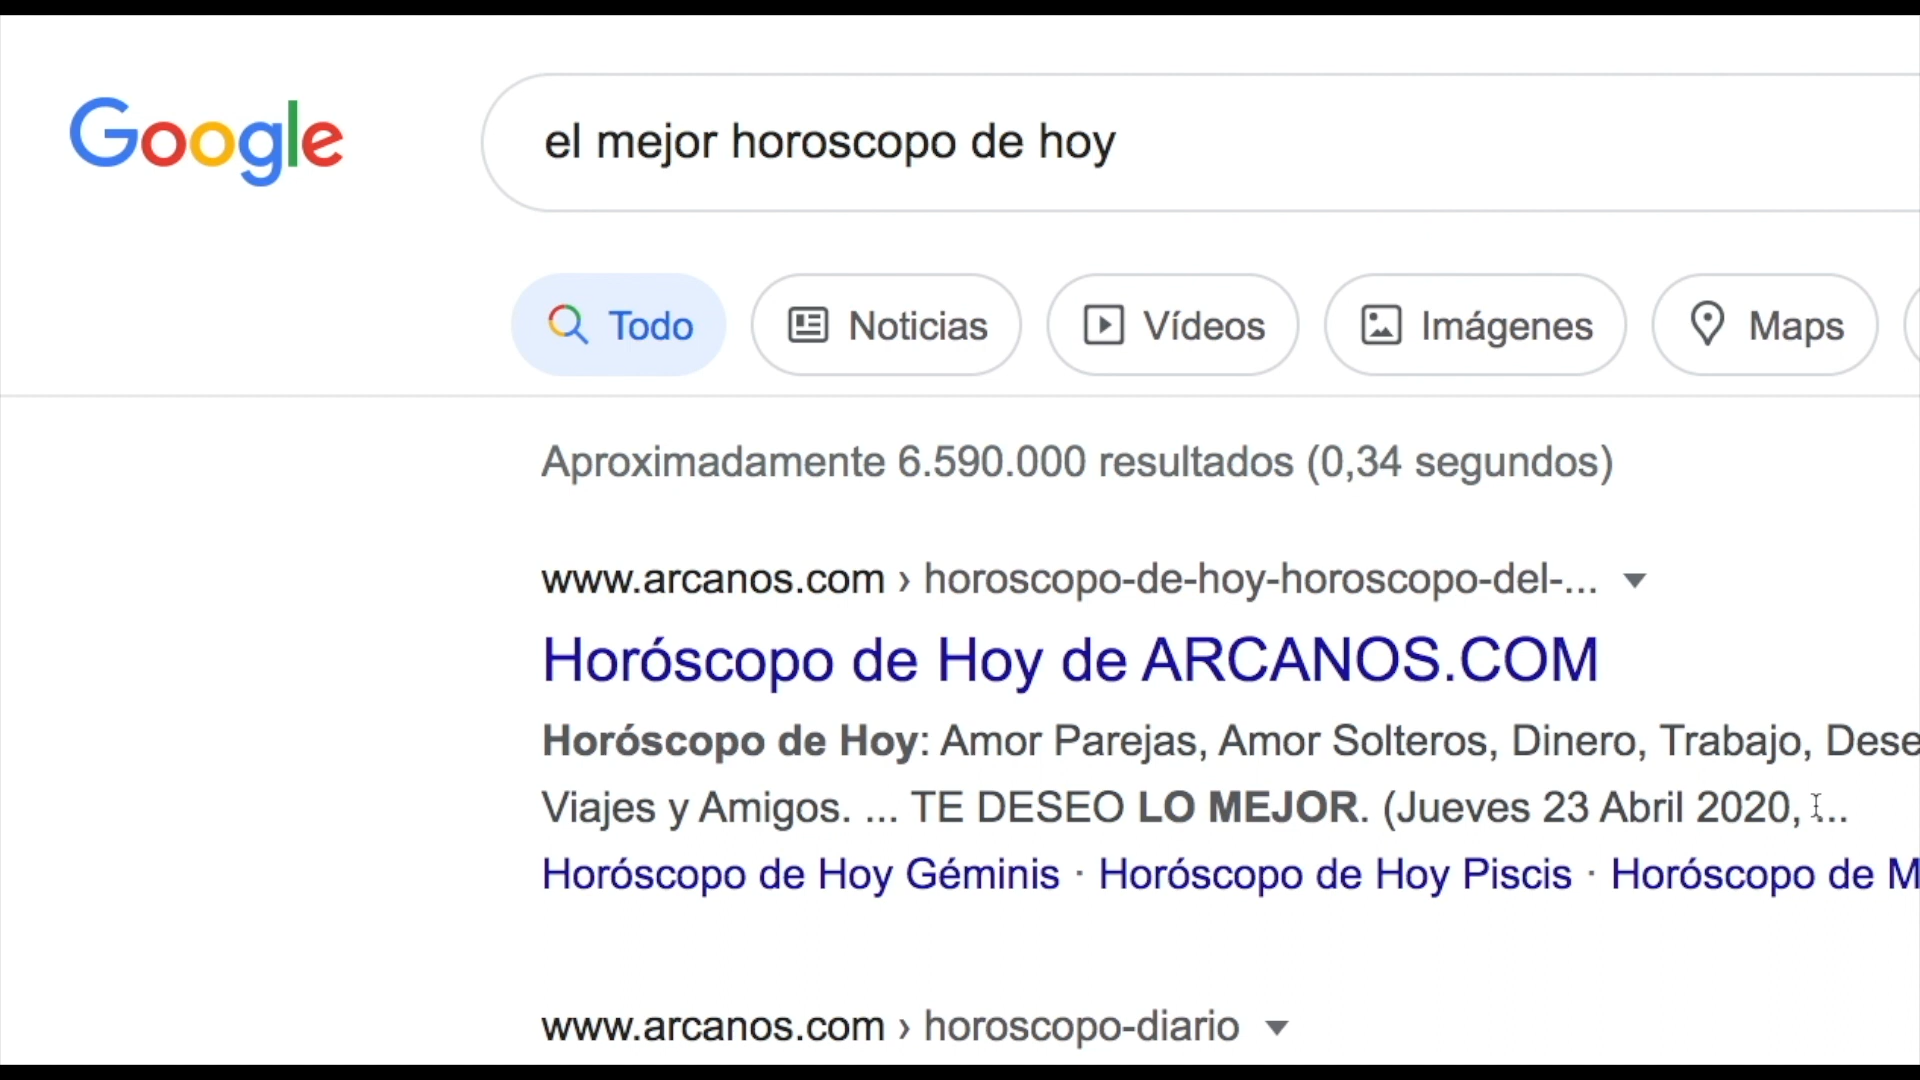 Google
el mejor horoscopo de hoy
Todo Noticias Vídeos Imágenes Maps
Aproximadamente 6.590.000 resultados (0,34 segundos)
www.arcanos.com › horoscopo-de-hoy-horoscopo-del-...
Horóscopo de Hoy de ARCANOS.COM
Horóscopo de Hoy: Amor Parejas, Amor Solteros, Dinero, Trabajo, Dese
Viajes y Amigos. ... TE DESEO LO MEJOR. (Jueves 23 Abril 2020, ...
Horóscopo de Hoy Géminis · Horóscopo de Hoy Piscis · Horóscopo de M
www.arcanos.com › horoscopo-diario